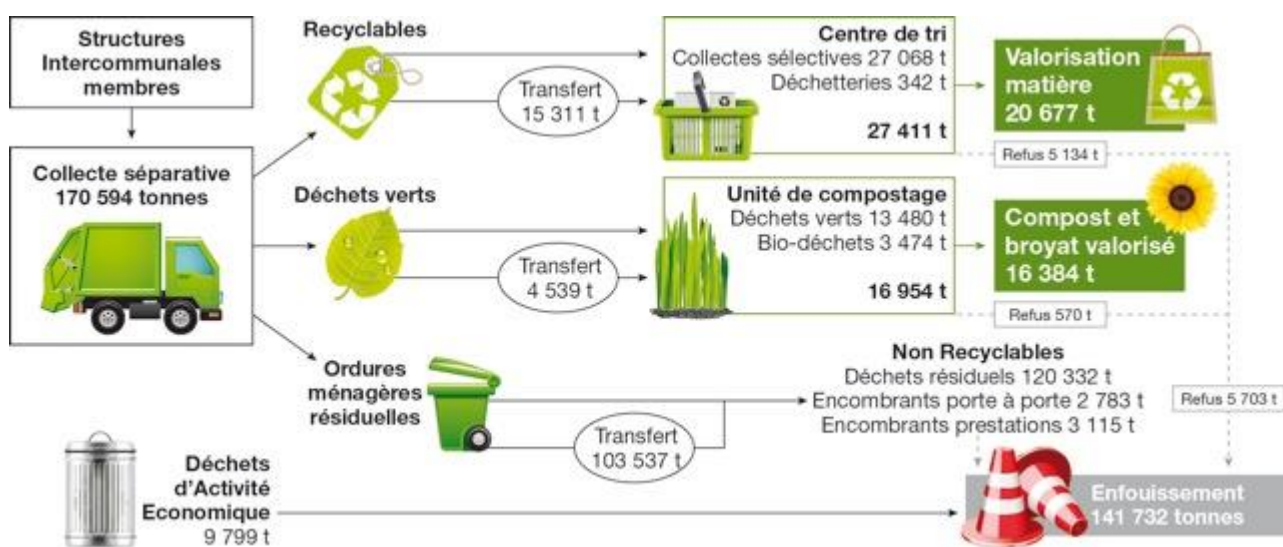 Structures
Intercommunales
membres
Collecte séparative
170 594 tonnes
Recyclables
Transfert
15 311 t
Centre de tri
Collectes sélectives 27 068 t
Déchetteries 342 t
27 411 t
Valorisation
matière
20 677 t
Refus 5 134 t
Déchets verts
Transfert
4 539 t
Unité de compostage
Déchets verts 13 480 t
Bio-déchets 3 474 t
16 954 t
Compost et
broyat valorisé
16 384 t
Refus 570 t
Ordures
ménagères
résiduelles
Transfert
103 537 t
Non Recyclables
Déchets résiduels 120 332 t
Encombrants porte à porte 2 783 t
Encombrants prestations 3 115 t
Refus 5 703 t
Déchets
d'Activité
Economique
9 799 t
Enfouissement
141 732 tonnes